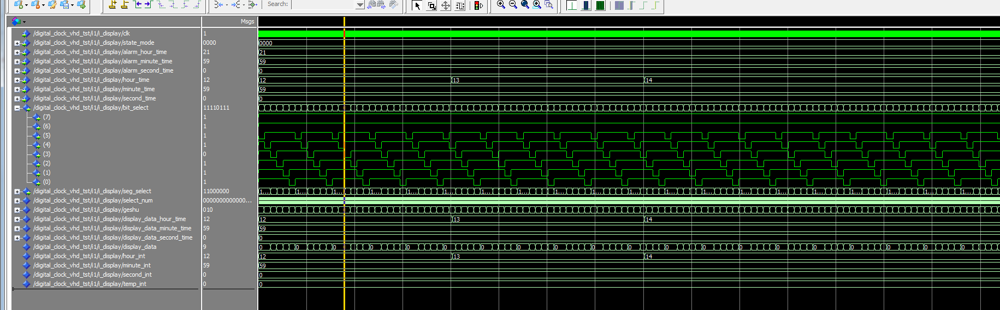 Search:
Msgs
/digital_clock_vhd_tst/i1/i_display/clk 1
/digital_clock_vhd_tst/i1/i_display/state_mode 0000 0000
/digital_clock_vhd_tst/i1/i_display/alarm_hour_time 21 21
/digital_clock_vhd_tst/i1/i_display/alarm_minute_time 59 59
/digital_clock_vhd_tst/i1/i_display/alarm_second_time 0 0
/digital_clock_vhd_tst/i1/i_display/hour_time 12 12 13 14
/digital_clock_vhd_tst/i1/i_display/minute_time 59 59
/digital_clock_vhd_tst/i1/i_display/second_time 0 0
/digital_clock_vhd_tst/i1/i_display/bit_select 11110111
(7) 1
(6) 1
(5) 1
(4) 1
(3) 0
(2) 1
(1) 1
(0) 1
/digital_clock_vhd_tst/i1/i_display/seg_select 11000000 1... 1... 1... 1... 1... 1... 1... 1... 1... 1... 1... 1... 1... 1... 1... 1... 1... 1... 1... 1...
/digital_clock_vhd_tst/i1/i_display/select_num 0000000000000...
/digital_clock_vhd_tst/i1/i_display/geshu 010
/digital_clock_vhd_tst/i1/i_display/display_data_hour_time 12 12 13 14
/digital_clock_vhd_tst/i1/i_display/display_data_minute_time 59 59
/digital_clock_vhd_tst/i1/i_display/display_data_second_time 0 0
/digital_clock_vhd_tst/i1/i_display/display_data 9 0 0 0 0 0 0 0 0 0 0 0 0 0 0 0 0 0 0 0 0
/digital_clock_vhd_tst/i1/i_display/hour_int 12 12 13 14
/digital_clock_vhd_tst/i1/i_display/minute_int 59 59
/digital_clock_vhd_tst/i1/i_display/second_int 0 0
/digital_clock_vhd_tst/i1/i_display/temp_int 0 0